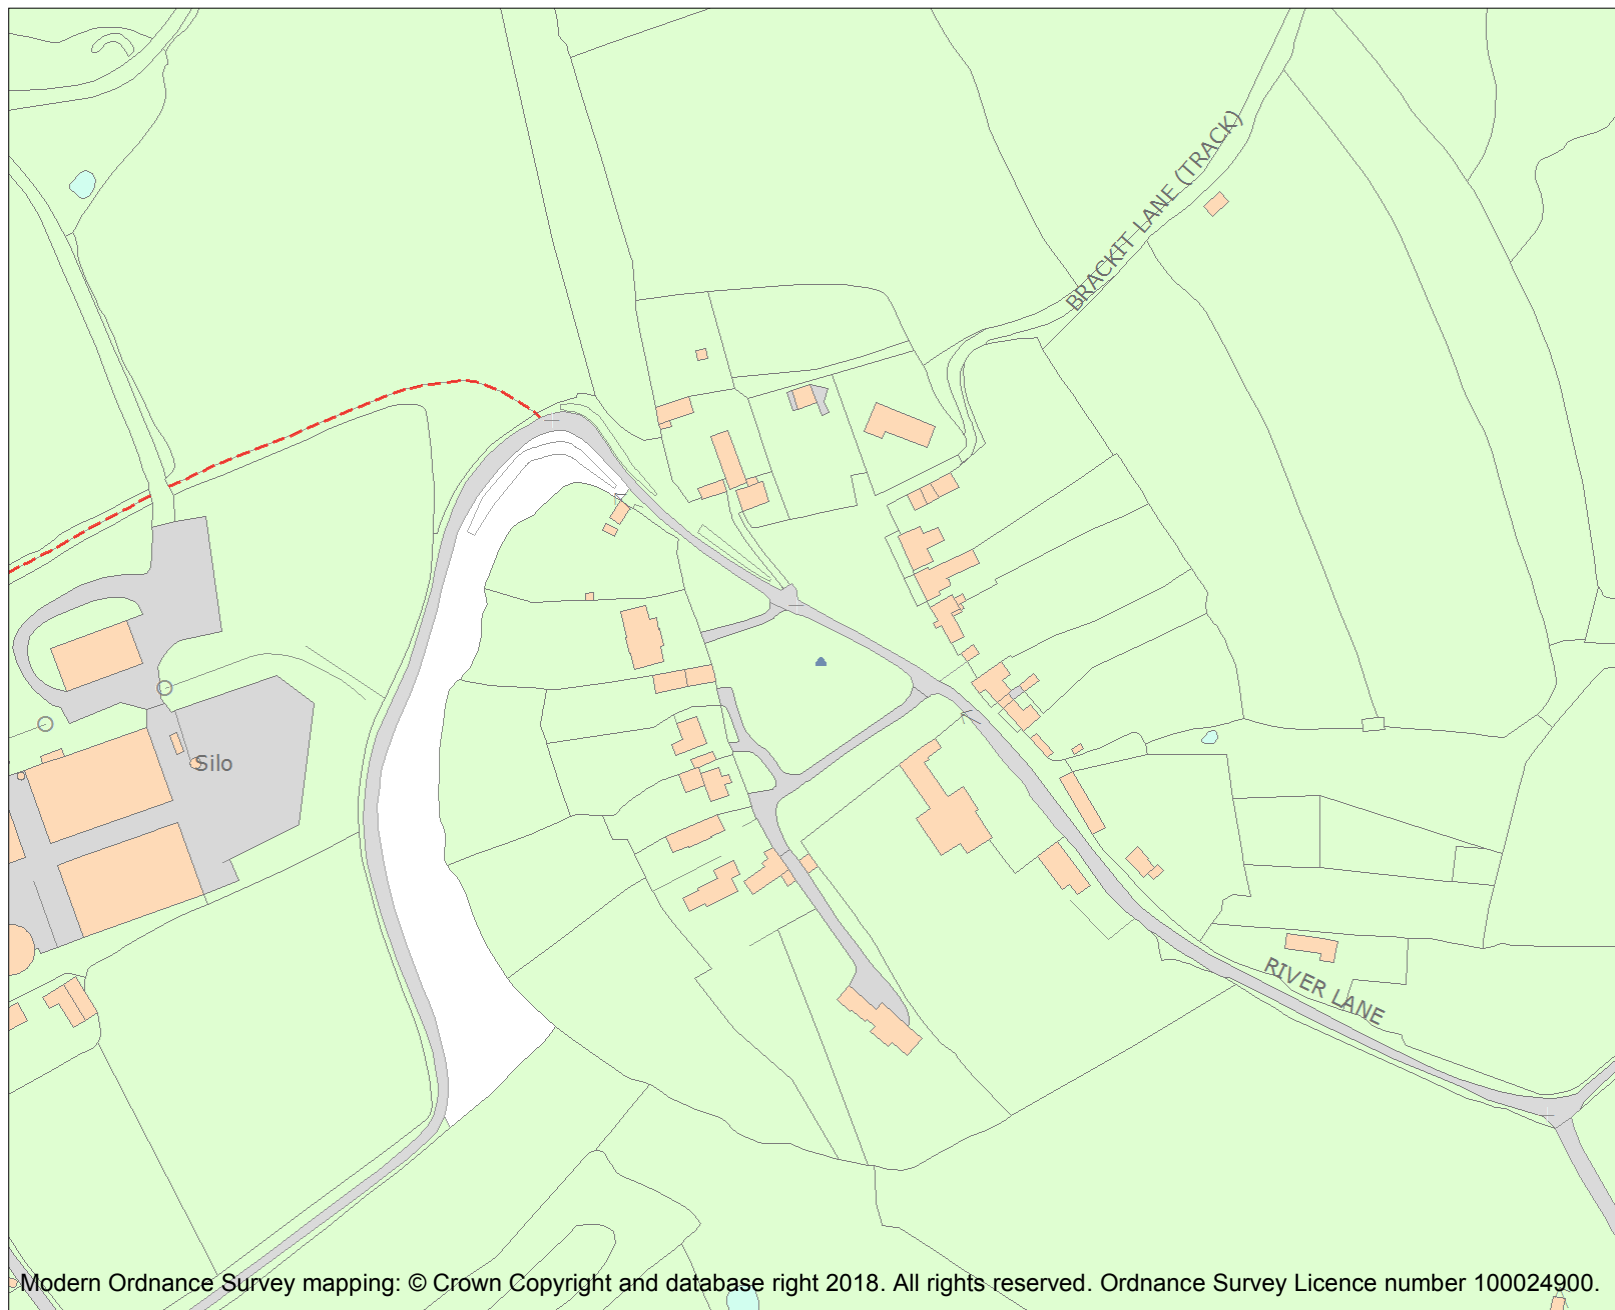 BRACKIT LANE (TRACK)
Silo
RIVER LANE
Modern Ordnance Survey mapping: © Crown Copyright and database right 2018. All rights reserved. Ordnance Survey Licence number 100024900.